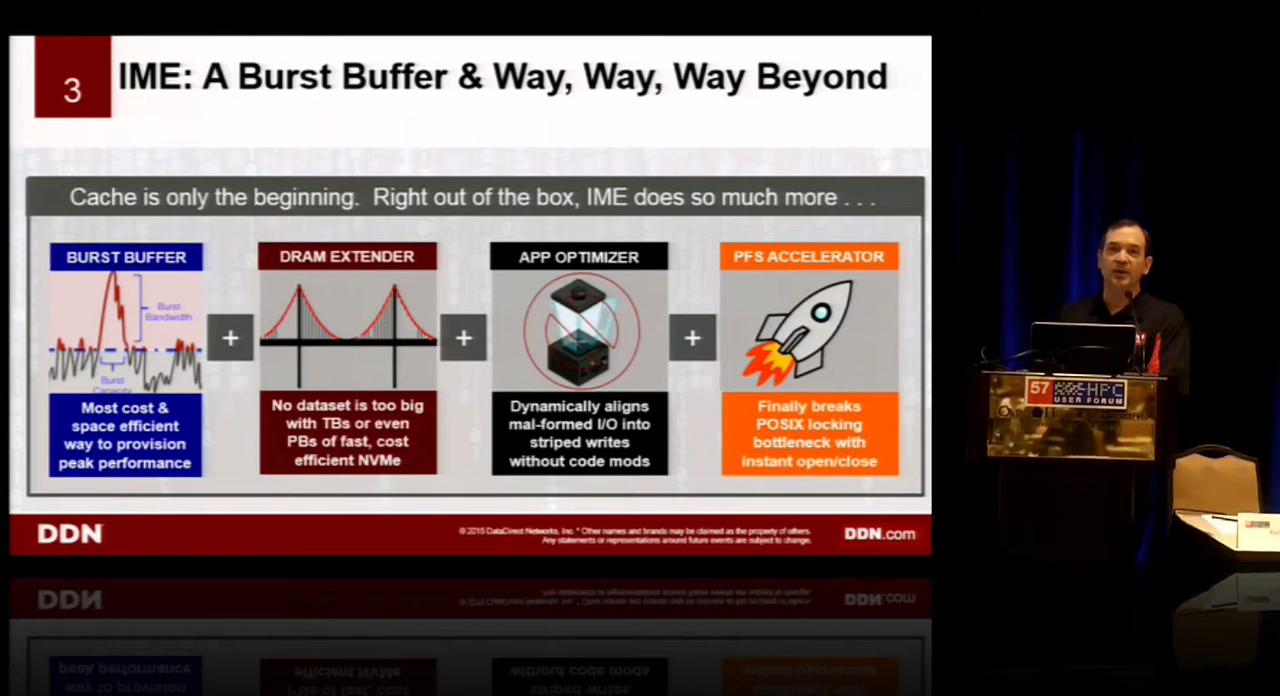 3
IME: A Burst Buffer & Way, Way, Way Beyond
Cache is only the beginning. Right out of the box, IME does so much more . . .
BURST BUFFER
Burst
Bandwidth
Burst
Capacity
Most cost &
space efficient
way to provision
peak performance
+
DRAM EXTENDER
No dataset is too big
with TBs or even
PBs of fast, cost
efficient NVMe
+
APP OPTIMIZER
Dynamically aligns
mal-formed I/O into
striped writes
without code mods
+
PFS ACCELERATOR
Finally breaks
POSIX locking
bottleneck with
instant open/close
DDN
© 2015 DataDirect Networks, Inc. * Other names and brands may be claimed as the property of others.
Any statements or representations around future events are subject to change.
DDN.com
57 HPC
USER FORUM